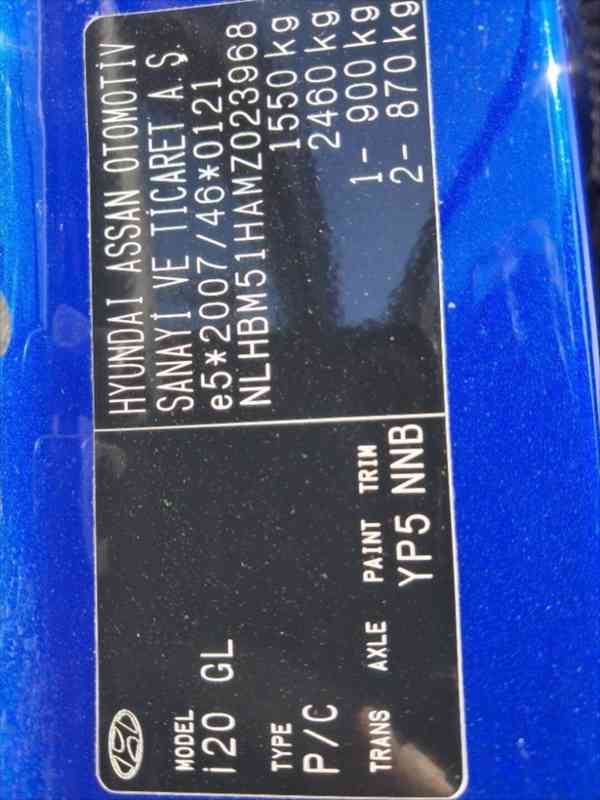 HYUNDAI ASSAN OTOMOTİV
SANAYİ VE TİCARET A.Ş.
e5*2007/46*0121
NLHBM51HAMZ023968
1550 kg
2460 kg
1- 900 kg
2- 870 kg
MODEL
i20 GL
TYPE
P/C
TRANS AXLE PAINT TRIM
YP5 NNB